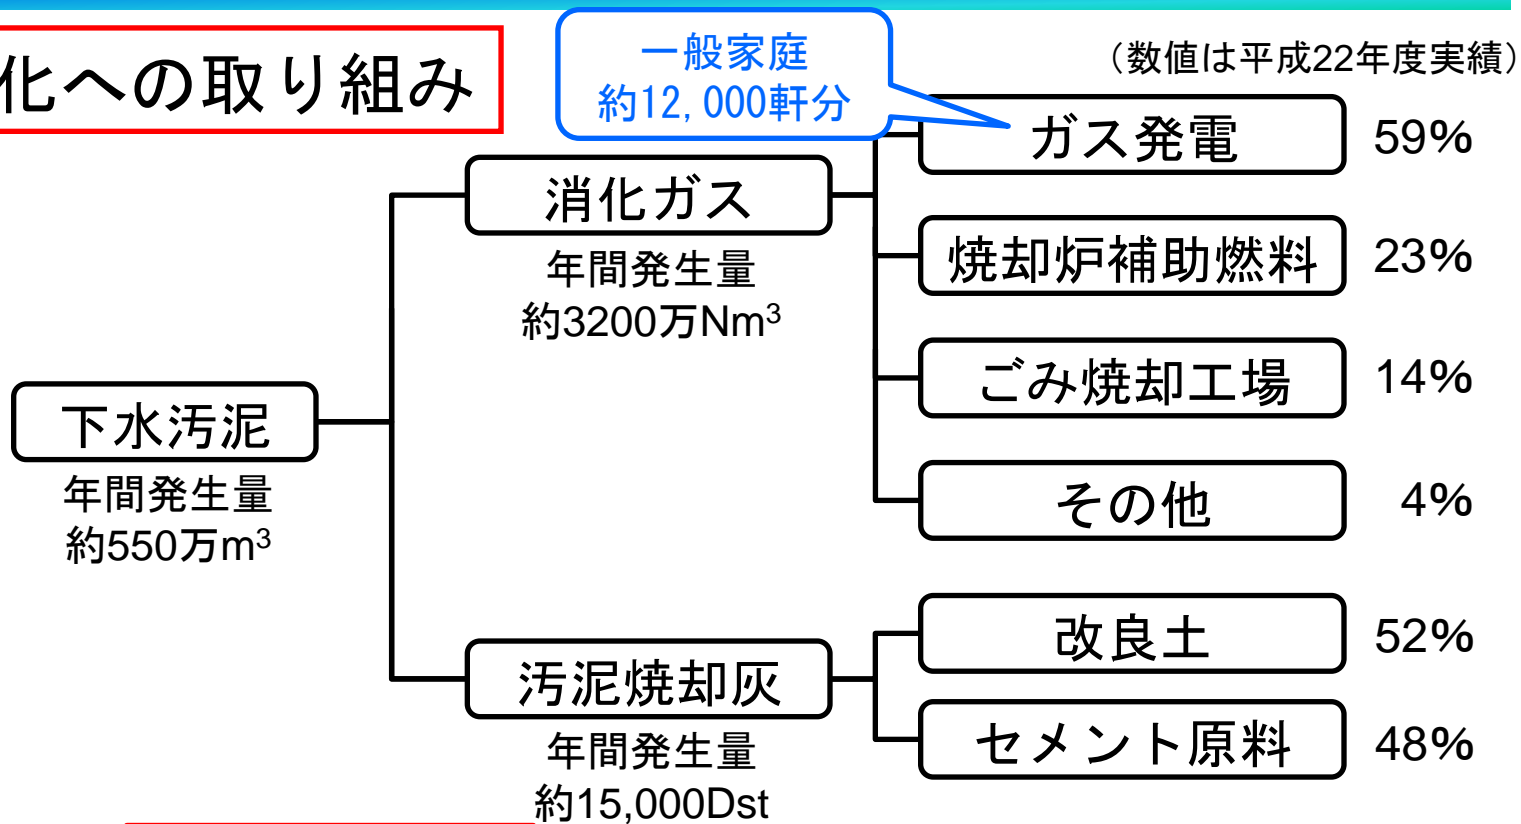 化への取り組み
一般家庭
約12,000軒分
（数値は平成22年度実績）
ガス発電 59%
消化ガス
年間発生量
約3200万Nm³
焼却炉補助燃料 23%
ごみ焼却工場 14%
その他 4%
下水汚泥
年間発生量
約550万m³
汚泥焼却灰
年間発生量
約15,000Dst
改良土 52%
セメント原料 48%